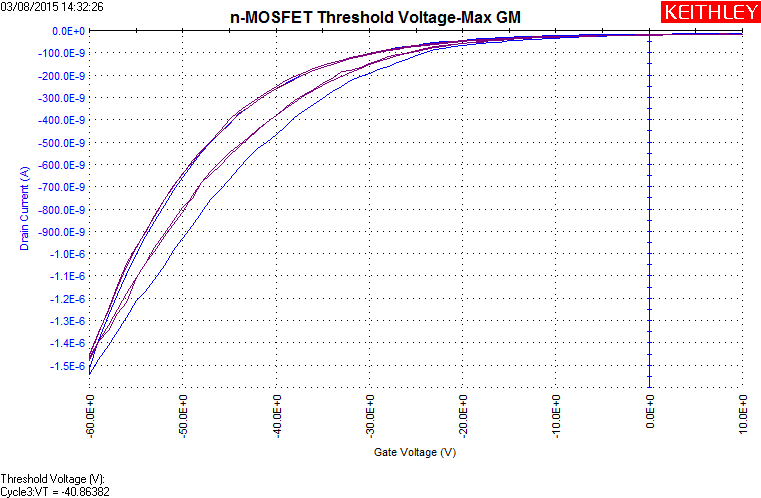 03/08/2015 14:32:26
n-MOSFET Threshold Voltage-Max GM
KEITHLEY
0.0E+0
-100.0E-9
-200.0E-9
-300.0E-9
-400.0E-9
-500.0E-9
-600.0E-9
-700.0E-9
-800.0E-9
-900.0E-9
-1.0E-6
-1.1E-6
-1.2E-6
-1.3E-6
-1.4E-6
-1.5E-6
Drain Current (A)
-60.0E+0
-50.0E+0
-40.0E+0
-30.0E+0
-20.0E+0
-10.0E+0
0.0E+0
10.0E+0
Gate Voltage (V)
Threshold Voltage (V):
Cycle3:VT = -40.86382